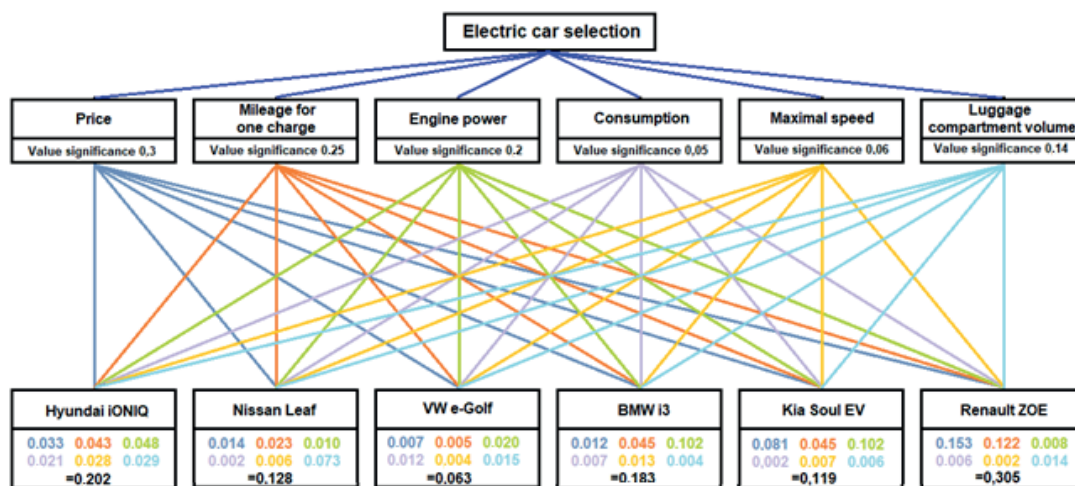 Electric car selection
Price
Value significance 0,3
Mileage for
one charge
Value significance 0.25
Engine power
Value significance 0.2
Consumption
Value significance 0,05
Maximal speed
Value significance 0,06
Luggage
compartment volume
Value significance 0.14
Hyundai iONIQ
0.033 0.043 0.048
0.021 0.028 0.029
=0.202
Nissan Leaf
0.014 0.023 0.010
0.002 0.006 0.073
=0,128
VW e-Golf
0.007 0.005 0.020
0.012 0.004 0.015
=0,063
BMW i3
0.012 0.045 0.102
0.007 0.013 0.004
=0.183
Kia Soul EV
0.081 0.045 0.102
0.002 0.007 0.006
=0,119
Renault ZOE
0.153 0.122 0.008
0.006 0.002 0.014
=0,305